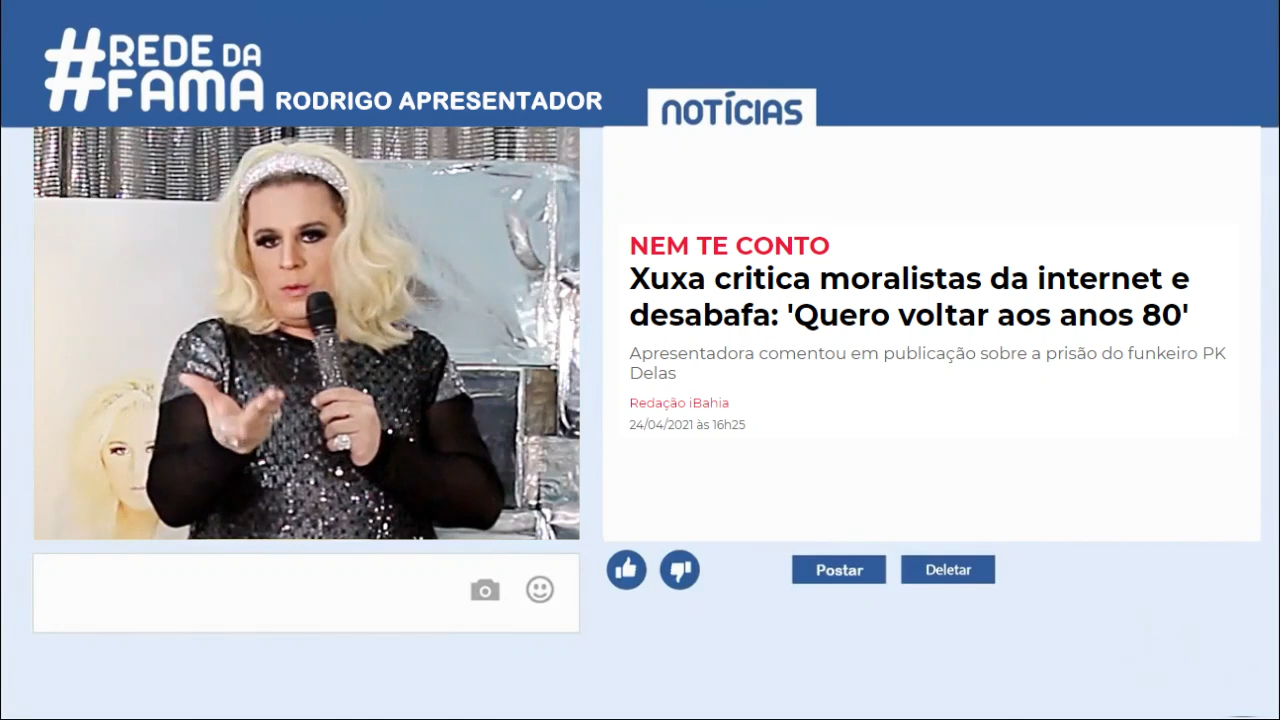 #REDE DA
FAMA
RODRIGO APRESENTADOR
NOTÍCIAS
NEM TE CONTO
Xuxa critica moralistas da internet e
desabafa: 'Quero voltar aos anos 80'
Apresentadora comentou em publicação sobre a prisão do funkeiro PK
Delas
Redação iBahia
24/04/2021 às 16h25
Postar
Deletar